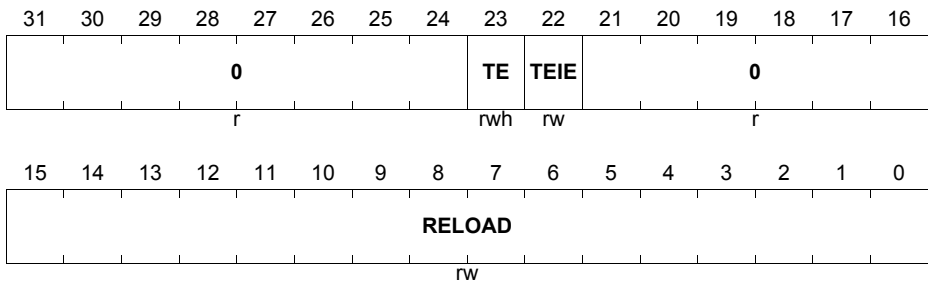 31 30 29 28 27 26 25 24 23 22 21 20 19 18 17 16
0 TE TEIE 0
r rwh rw r
15 14 13 12 11 10 9 8 7 6 5 4 3 2 1 0
RELOAD
rw